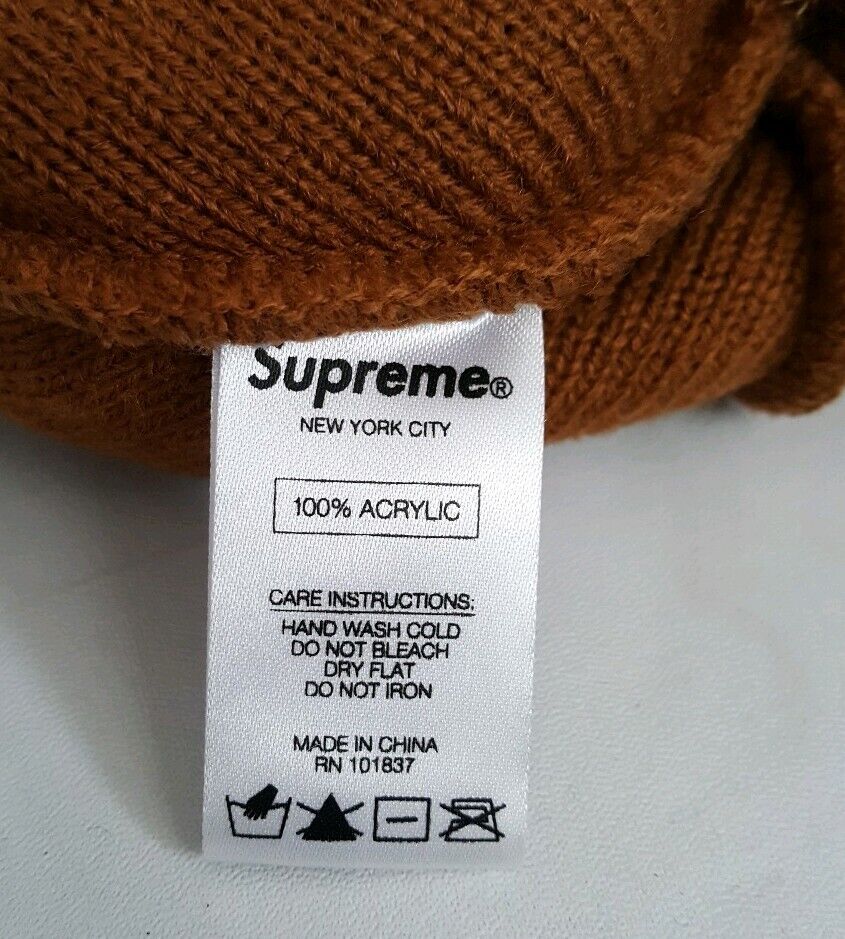 Supreme®
NEW YORK CITY
100% ACRYLIC
CARE INSTRUCTIONS:
HAND WASH COLD
DO NOT BLEACH
DRY FLAT
DO NOT IRON
MADE IN CHINA
RN 101837